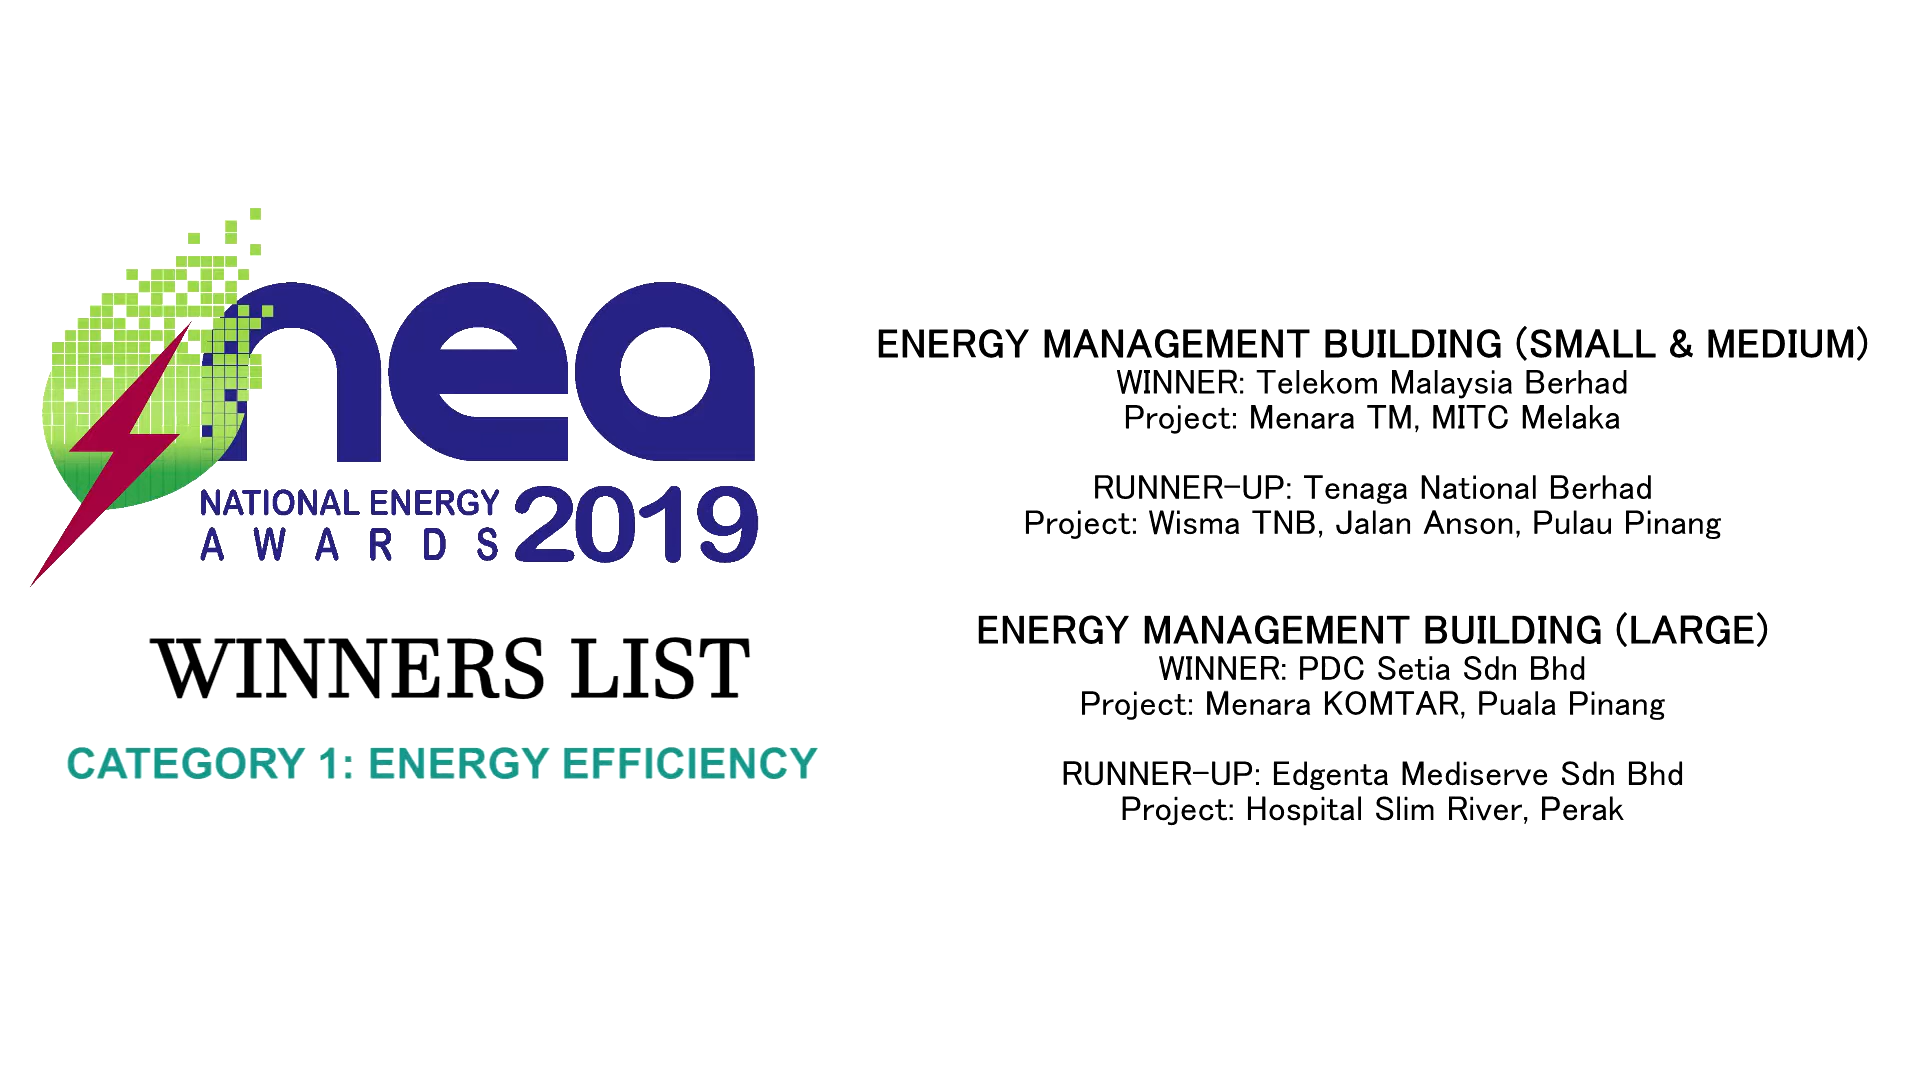 nea
NATIONAL ENERGY
AWARDS 2019
WINNERS LIST
CATEGORY 1: ENERGY EFFICIENCY
ENERGY MANAGEMENT BUILDING (SMALL & MEDIUM)
WINNER: Telekom Malaysia Berhad
Project: Menara TM, MITC Melaka
RUNNER-UP: Tenaga National Berhad
Project: Wisma TNB, Jalan Anson, Pulau Pinang
ENERGY MANAGEMENT BUILDING (LARGE)
WINNER: PDC Setia Sdn Bhd
Project: Menara KOMTAR, Puala Pinang
RUNNER-UP: Edgenta Mediserve Sdn Bhd
Project: Hospital Slim River, Perak